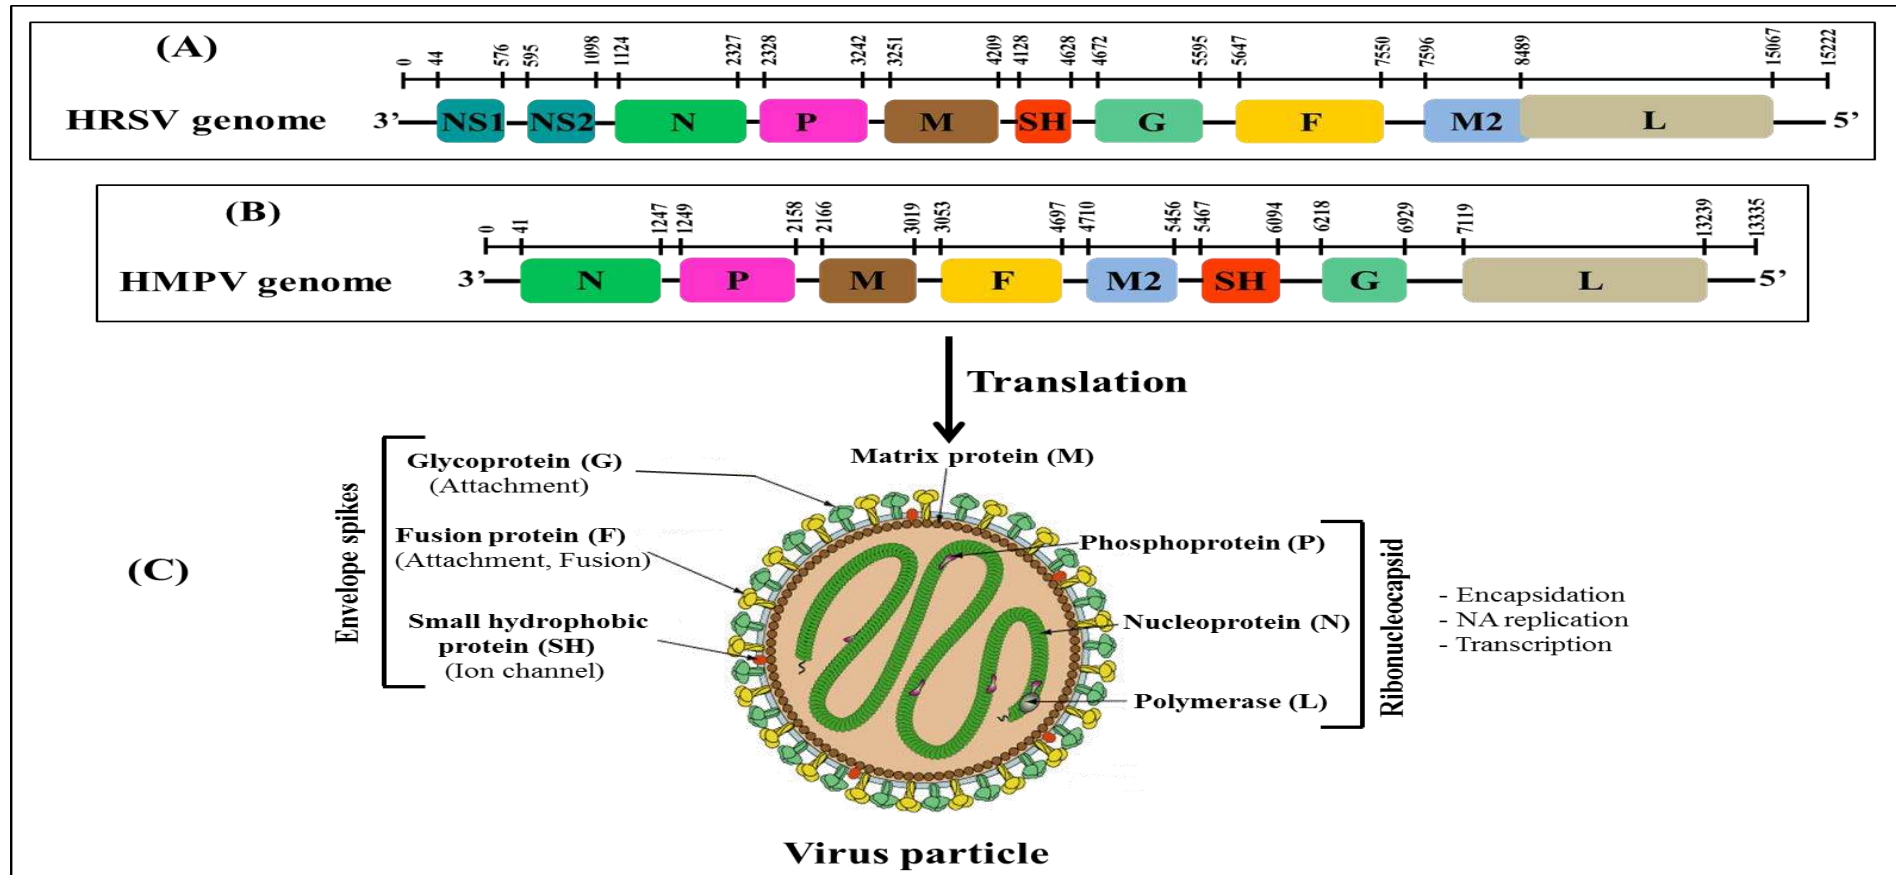 (A)
0 44 576 595 1098 1124 2327 2328 3242 3251 4209 4128 4628 4672 5595 5647 7550 7596 8489 15067 15222
HRSV genome 3’ NS1 NS2 N P M SH G F M2 L 5’
(B)
0 41 1247 1249 2158 2166 3019 3053 4697 4710 5456 5467 6094 6218 6929 7119 13239 13335
HMPV genome 3’ N P M F M2 SH G L 5’
Translation
(C)
Envelope spikes
Glycoprotein (G)
(Attachment)
Fusion protein (F)
(Attachment, Fusion)
Small hydrophobic
protein (SH)
(Ion channel)
Matrix protein (M)
Phosphoprotein (P)
Nucleoprotein (N)
Polymerase (L)
Ribonucleocapsid
- Encapsidation
- NA replication
- Transcription
Virus particle